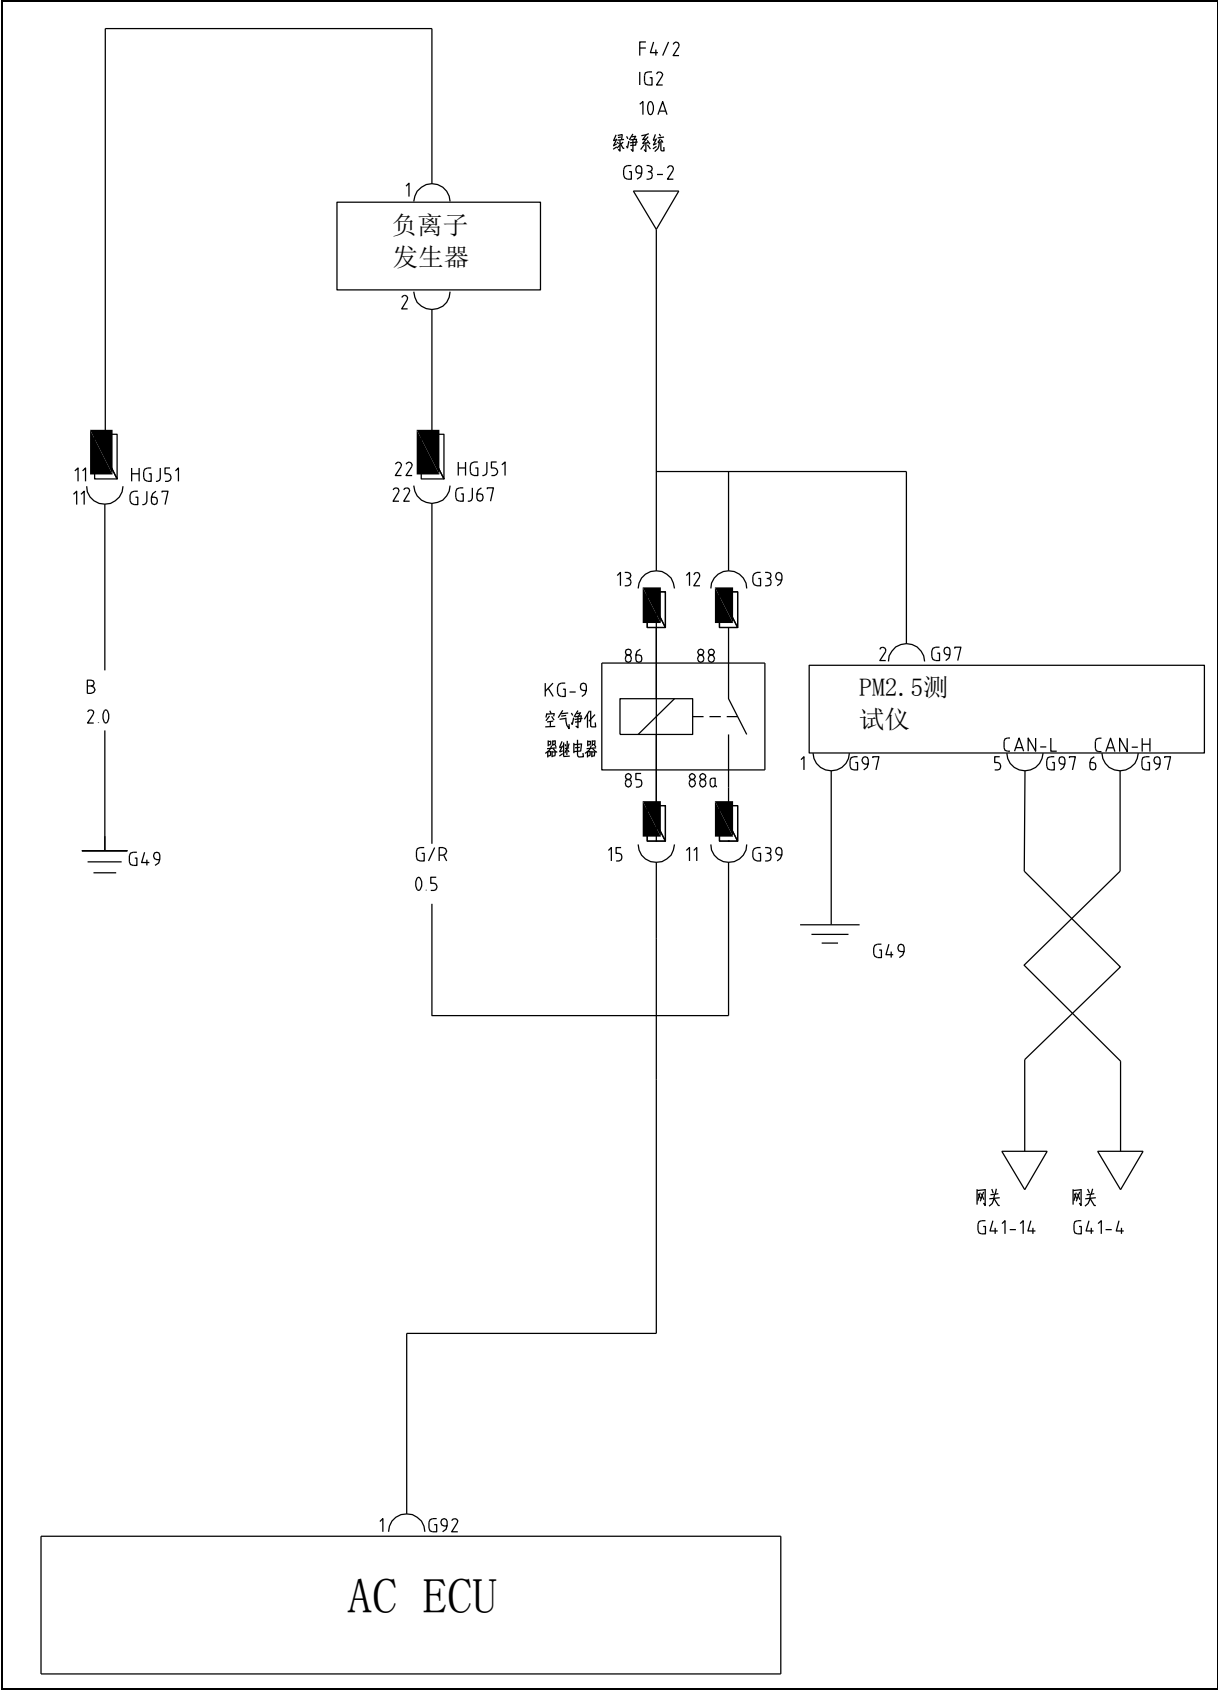 F4/2
IG2
10A
绿净系统
G93-2
1
负离子
发生器
2
11 HGJ51
11 GJ67
22 HGJ51
22 GJ67
13 12 G39
86 88
KG-9
空气净化
器继电器
85 88a
15 11 G39
2 G97
PM2.5测
试仪
CAN-L CAN-H
1 G97 5 G97 6 G97
B
2.0
G49
G/R
0.5
G49
网关 网关
G41-14 G41-4
1 G92
AC ECU